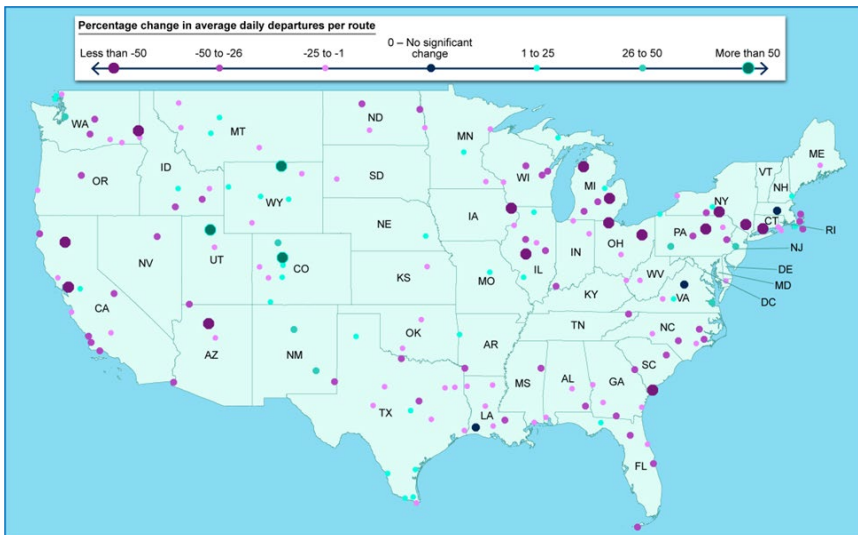 Percentage change in average daily departures per route
0 – No significant
change
Less than -50
-50 to -26
-25 to -1
1 to 25
26 to 50
More than 50
WA
MT
ND
MN
ME
VT
NH
OR
ID
WY
SD
WI
MI
NY
CT
RI
IA
NE
PA
NJ
NV
UT
CO
KS
MO
IL
IN
OH
WV
DE
MD
VA
DC
CA
KY
AZ
NM
OK
AR
TN
NC
SC
MS
AL
GA
TX
LA
FL